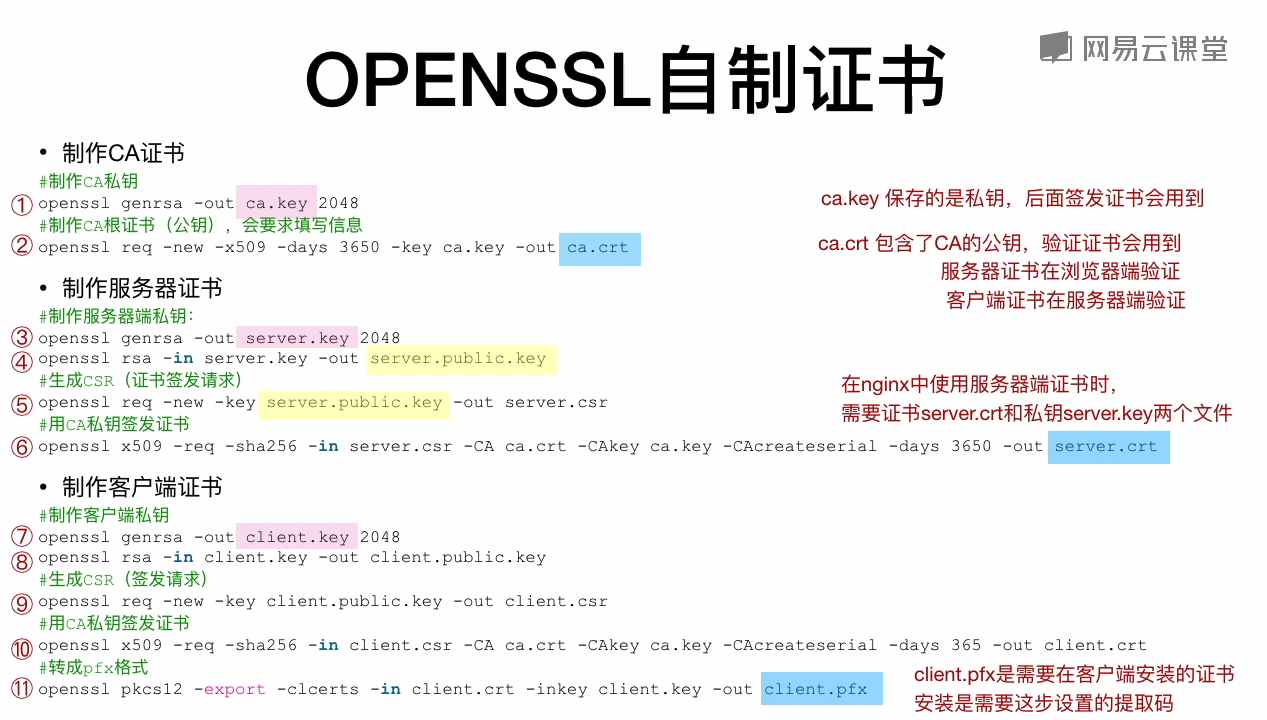 网易云课堂
OPENSSL自制证书
• 制作CA证书
#制作CA私钥
① openssl genrsa -out ca.key 2048
ca.key 保存的是私钥，后面签发证书会用到
#制作CA根证书（公钥），会要求填写信息
② openssl req -new -x509 -days 3650 -key ca.key -out ca.crt
ca.crt 包含了CA的公钥，验证证书会用到
服务器证书在浏览器端验证
客户端证书在服务器端验证
• 制作服务器证书
#制作服务器端私钥：
③ openssl genrsa -out server.key 2048
④ openssl rsa -in server.key -out server.public.key
#生成CSR（证书签发请求）
⑤ openssl req -new -key server.public.key -out server.csr
在nginx中使用服务器端证书时，
需要证书server.crt和私钥server.key两个文件
#用CA私钥签发证书
⑥ openssl x509 -req -sha256 -in server.csr -CA ca.crt -CAkey ca.key -CAcreateserial -days 3650 -out server.crt
• 制作客户端证书
#制作客户端私钥
⑦ openssl genrsa -out client.key 2048
⑧ openssl rsa -in client.key -out client.public.key
#生成CSR（签发请求）
⑨ openssl req -new -key client.public.key -out client.csr
#用CA私钥签发证书
⑩ openssl x509 -req -sha256 -in client.csr -CA ca.crt -CAkey ca.key -CAcreateserial -days 365 -out client.crt
#转成pfx格式
⑪ openssl pkcs12 -export -clcerts -in client.crt -inkey client.key -out client.pfx
client.pfx是需要在客户端安装的证书
安装是需要这步设置的提取码